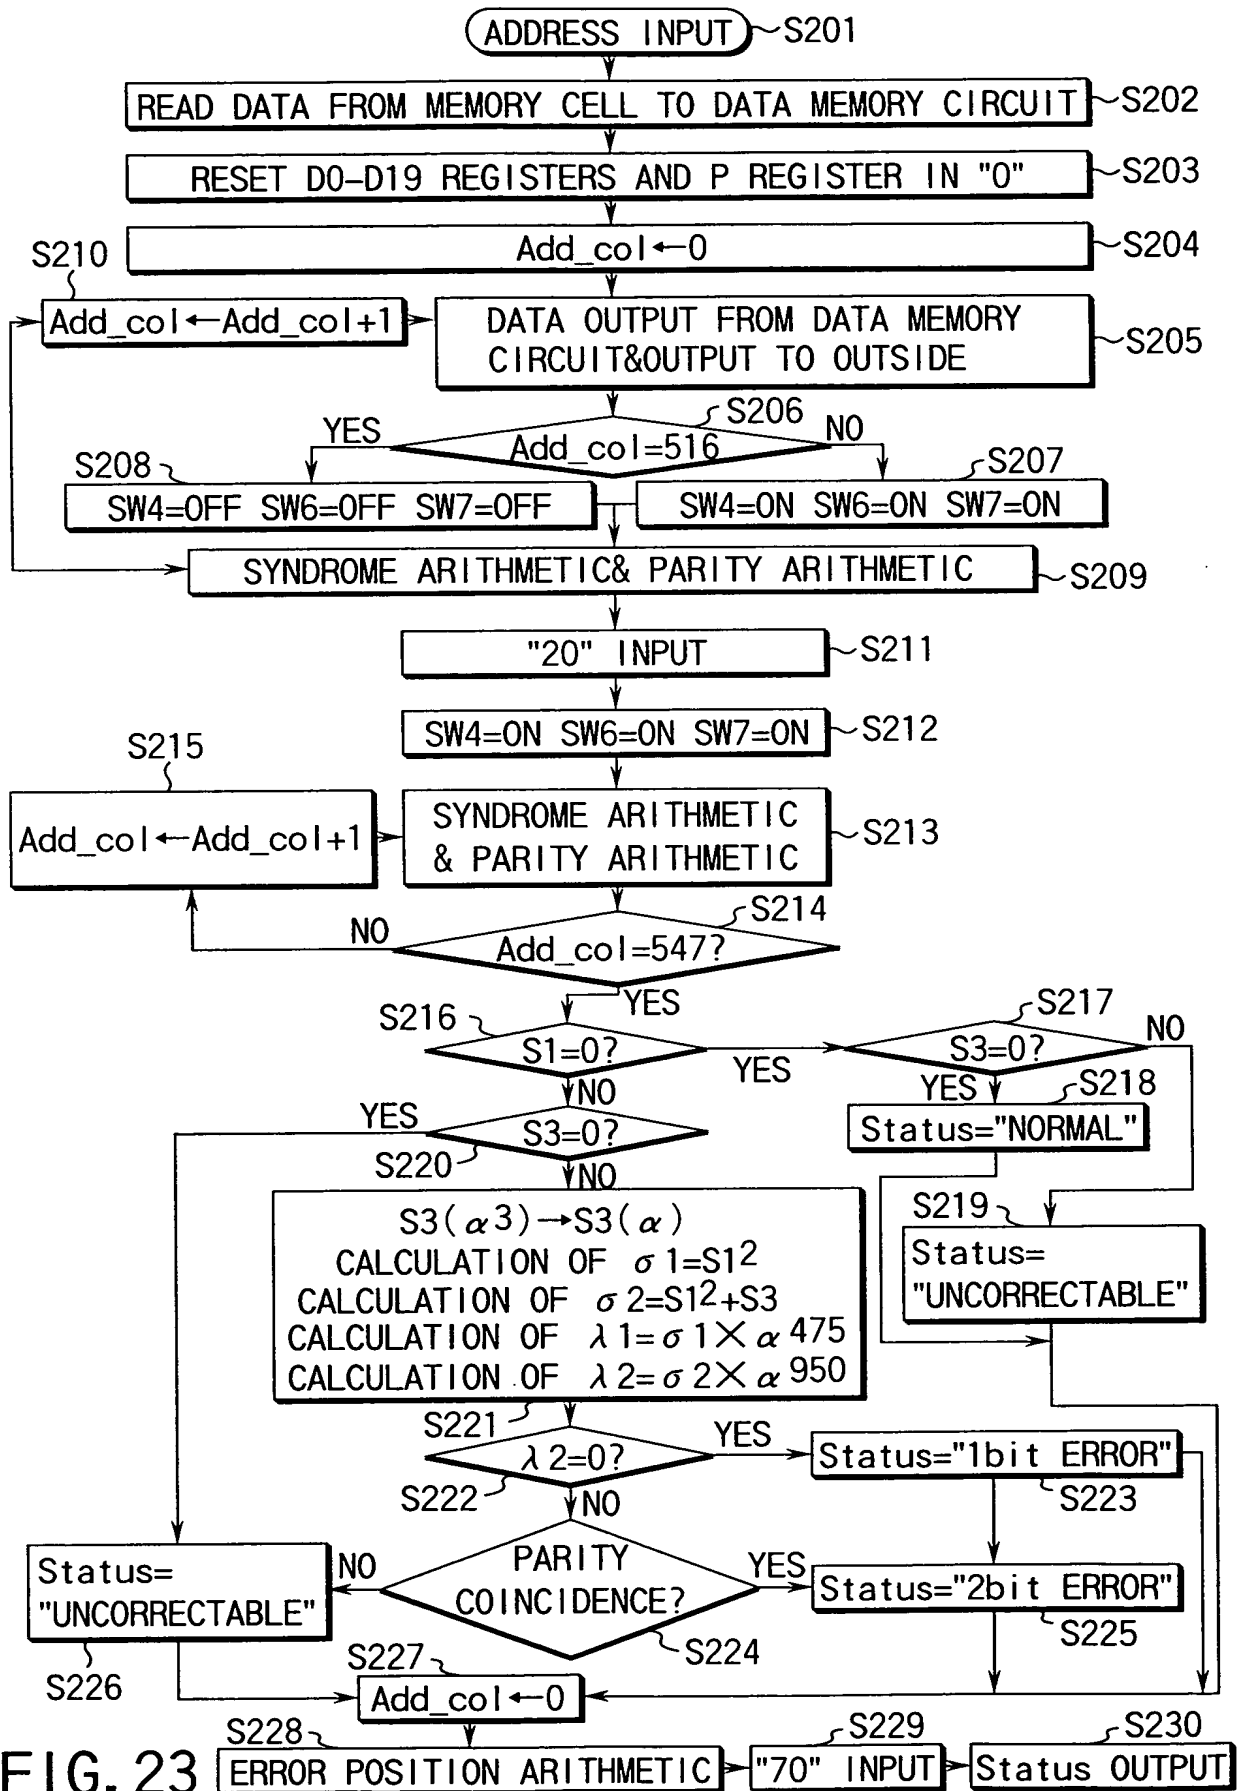 ADDRESS INPUT S201
READ DATA FROM MEMORY CELL TO DATA MEMORY CIRCUIT S202
RESET D0-D19 REGISTERS AND P REGISTER IN "0" S203
Add_col←0 S204
S210
Add_col←Add_col+1
DATA OUTPUT FROM DATA MEMORY
CIRCUIT&OUTPUT TO OUTSIDE
S205
S206
YES Add_col=516 NO
S208
SW4=OFF SW6=OFF SW7=OFF
S207
SW4=ON SW6=ON SW7=ON
SYNDROME ARITHMETIC& PARITY ARITHMETIC S209
"20" INPUT S211
SW4=ON SW6=ON SW7=ON S212
S215
Add_col←Add_col+1
SYNDROME ARITHMETIC
& PARITY ARITHMETIC
S213
S214
NO Add_col=547?
YES
S216
S1=0? YES
NO
S217
S3=0? NO
YES S218
Status="NORMAL"
YES S3=0?
S220 NO
S219
Status=
"UNCORRECTABLE"
S3(α3)→S3(α)
CALCULATION OF σ1=S1²
CALCULATION OF σ2=S1²+S3
CALCULATION OF λ1=σ1×α475
CALCULATION OF λ2=σ2×α950
S221
λ2=0? YES
S222 NO
Status="1bit ERROR"
S223
PARITY
COINCIDENCE?
NO YES
S224
Status="2bit ERROR"
S225
Status=
"UNCORRECTABLE"
S226
S227
Add_col←0
S228
ERROR POSITION ARITHMETIC
S229
"70" INPUT
S230
Status OUTPUT
FIG. 23